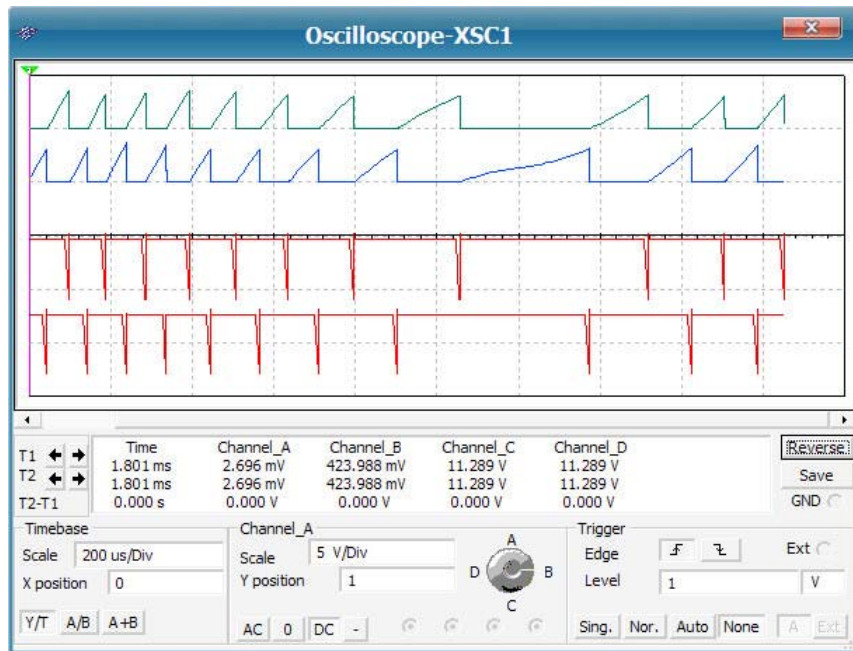 Oscilloscope-XSC1
Time Channel_A Channel_B Channel_C Channel_D
T1 1.801 ms 2.696 mV 423.988 mV 11.289 V 11.289 V
T2 1.801 ms 2.696 mV 423.988 mV 11.289 V 11.289 V
T2-T1 0.000 s 0.000 V 0.000 V 0.000 V 0.000 V
Reverse
Save
GND
Timebase
Scale 200 us/Div
X position 0
Y/T A/B A+B
Channel_A
Scale 5 V/Div
Y position 1
A
B
C
D
AC 0 DC -
Trigger
Edge Ext
Level 1 V
Sing. Nor. Auto None A Ext